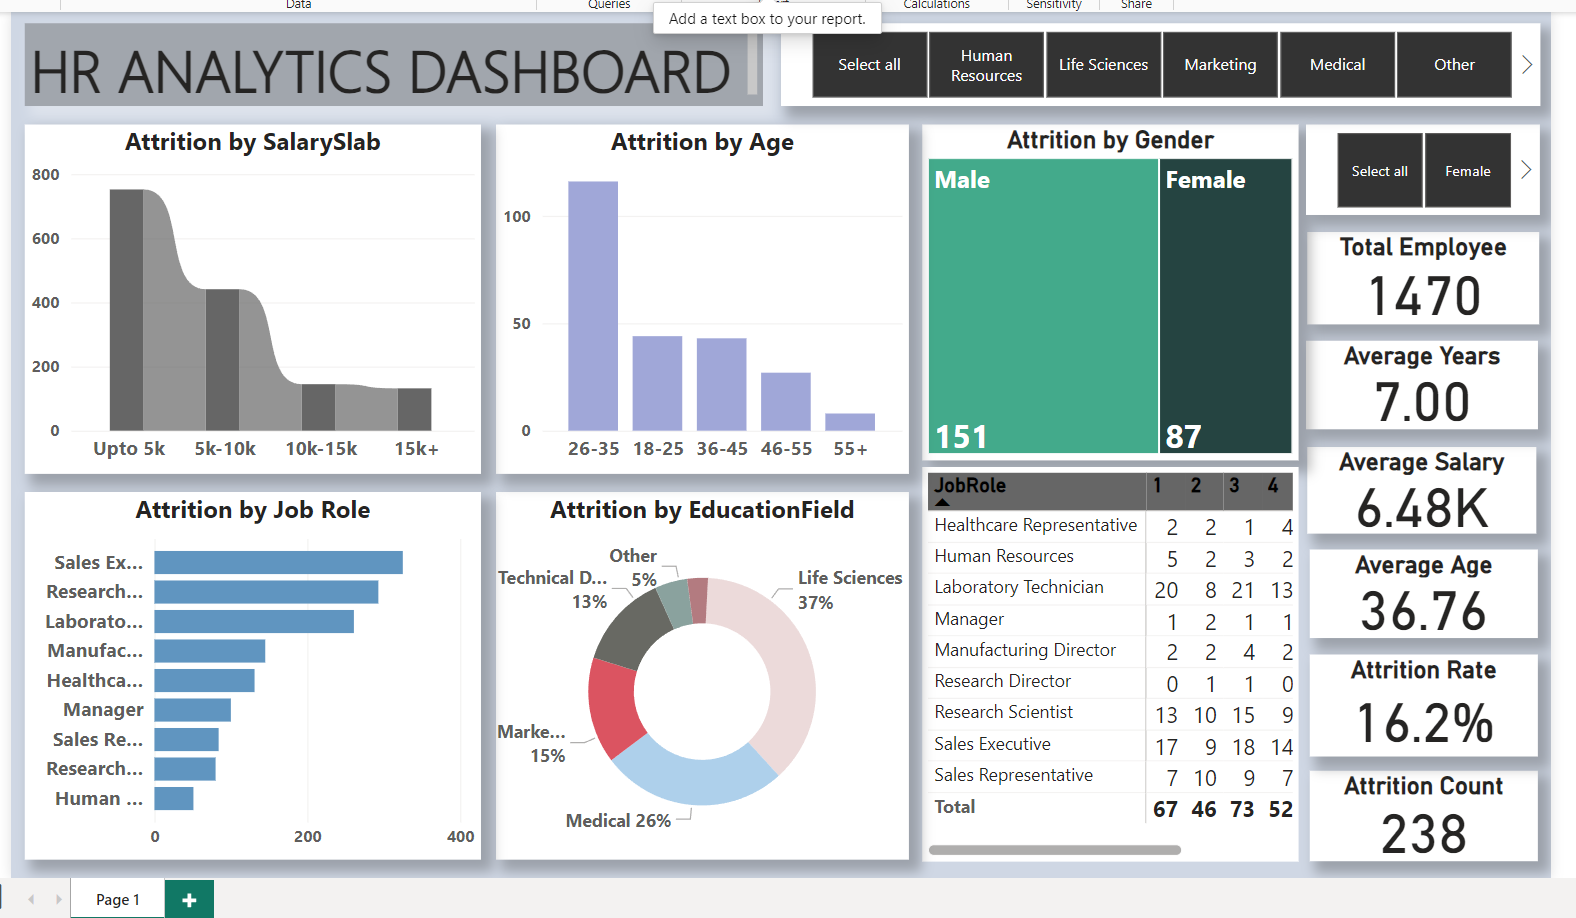 Data
Queries
Calculations
Sensitivity
Share
Add a text box to your report.
HR ANALYTICS DASHBOARD
Select all
Human
Resources
Life Sciences
Marketing
Medical
Other
Attrition by SalarySlab
800
600
400
200
0
Upto 5k
5k-10k
10k-15k
15k+
Attrition by Age
100
50
0
26-35
18-25
36-45
46-55
55+
Attrition by Gender
Male
151
Female
87
Select all
Female
Total Employee
1470
Average Years
7.00
Average Salary
6.48K
Average Age
36.76
Attrition Rate
16.2%
Attrition Count
238
Attrition by Job Role
Sales Ex...
Research...
Laborato...
Manufac...
Healthca...
Manager
Sales Re...
Research...
Human ...
0 200 400
Attrition by EducationField
Other
5%
Technical D...
13%
Life Sciences
37%
Marke...
15%
Medical 26%
JobRole 1 2 3 4
Healthcare Representative 2 2 1 4
Human Resources 5 2 3 2
Laboratory Technician 20 8 21 13
Manager 1 2 1 1
Manufacturing Director 2 2 4 2
Research Director 0 1 1 0
Research Scientist 13 10 15 9
Sales Executive 17 9 18 14
Sales Representative 7 10 9 7
Total 67 46 73 52
Page 1